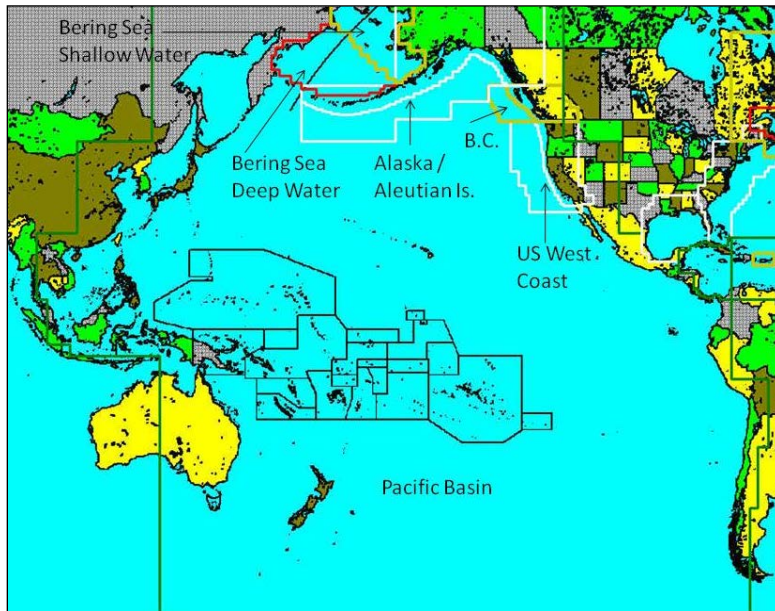 Bering Sea
Shallow Water
Bering Sea
Deep Water
Alaska /
Aleutian Is.
B.C.
US West
Coast
Pacific Basin